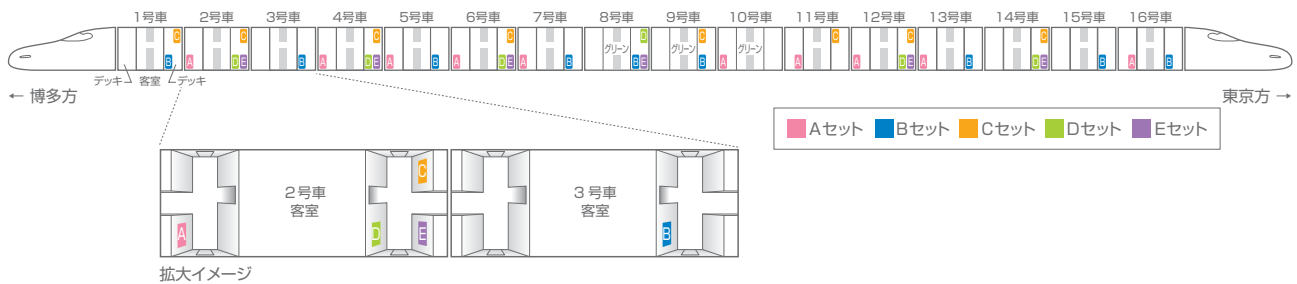 1号車 2号車 3号車 4号車 5号車 6号車 7号車 8号車 9号車 10号車 11号車 12号車 13号車 14号車 15号車 16号車
C C C C D C C C C
グリーン グリーン グリーン
B A D E B A D E A B A D E A B B E B A A A D E A B D E B A B
デッキ 客室 デッキ
← 博多方 東京方 →
Aセット Bセット Cセット Dセット Eセット
C
2号車 3号車
客室 客室
A D E B
拡大イメージ